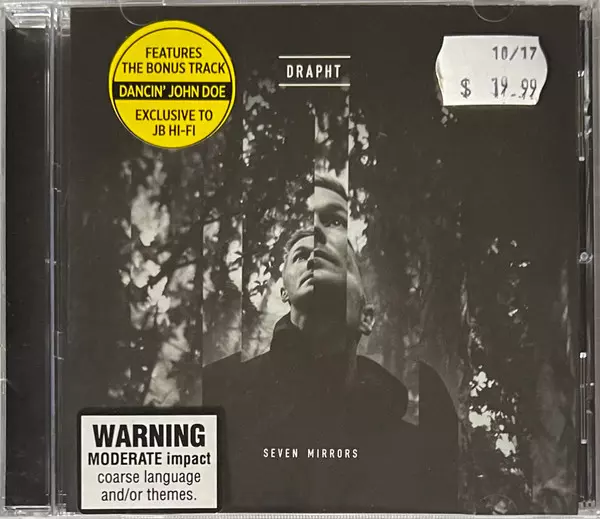 FEATURES
THE BONUS TRACK
DANCIN' JOHN DOE
EXCLUSIVE TO
JB HI-FI
DRAPHT
10/17
$ 19.99
SEVEN MIRRORS
WARNING
MODERATE impact
coarse language
and/or themes.